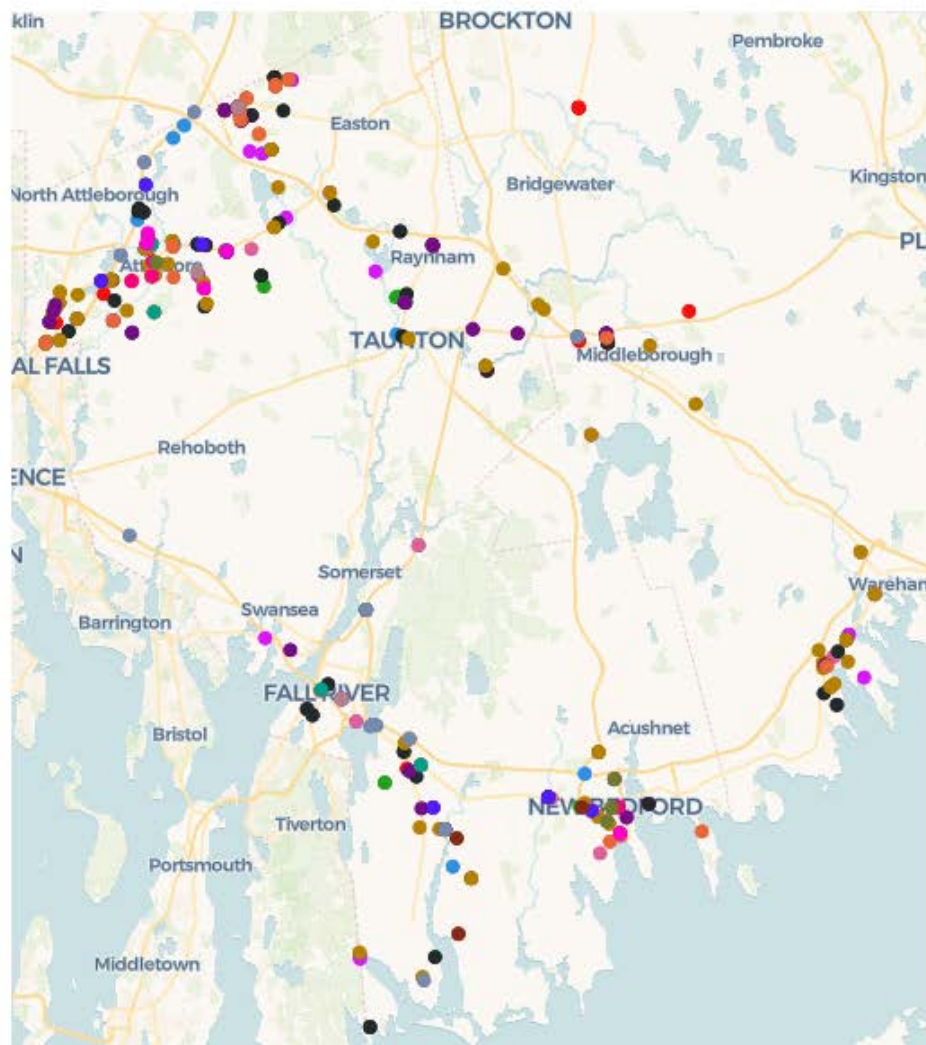 klin
BROCKTON
Pembroke
Easton
North Attleborough
Bridgewater
Kingston
PL
Raynham
TAUNTON
Middleborough
AL FALLS
Rehoboth
ENCE
N
Somerset
Swansea
Wareham
Barrington
FALL RIVER
Bristol
Acushnet
NEW BEDFORD
Tiverton
Portsmouth
Middletown